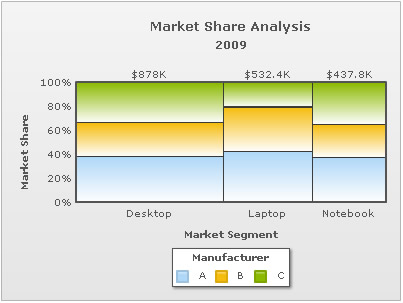 Market Share Analysis
2009
$878K $532.4K $437.8K
100%
80%
60%
40%
20%
0%
Market Share
Desktop Laptop Notebook
Market Segment
Manufacturer
A B C